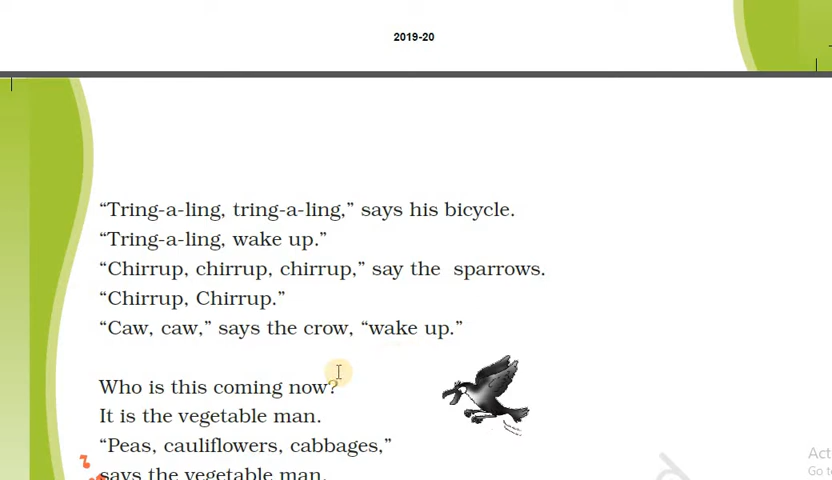 2019-20
“Tring-a-ling, tring-a-ling,” says his bicycle.
“Tring-a-ling, wake up.”
“Chirrup, chirrup, chirrup,” say the sparrows.
“Chirrup, Chirrup.”
“Caw, caw,” says the crow, “wake up.”
Who is this coming now?
It is the vegetable man.
“Peas, cauliflowers, cabbages,”
says the vegetable man.